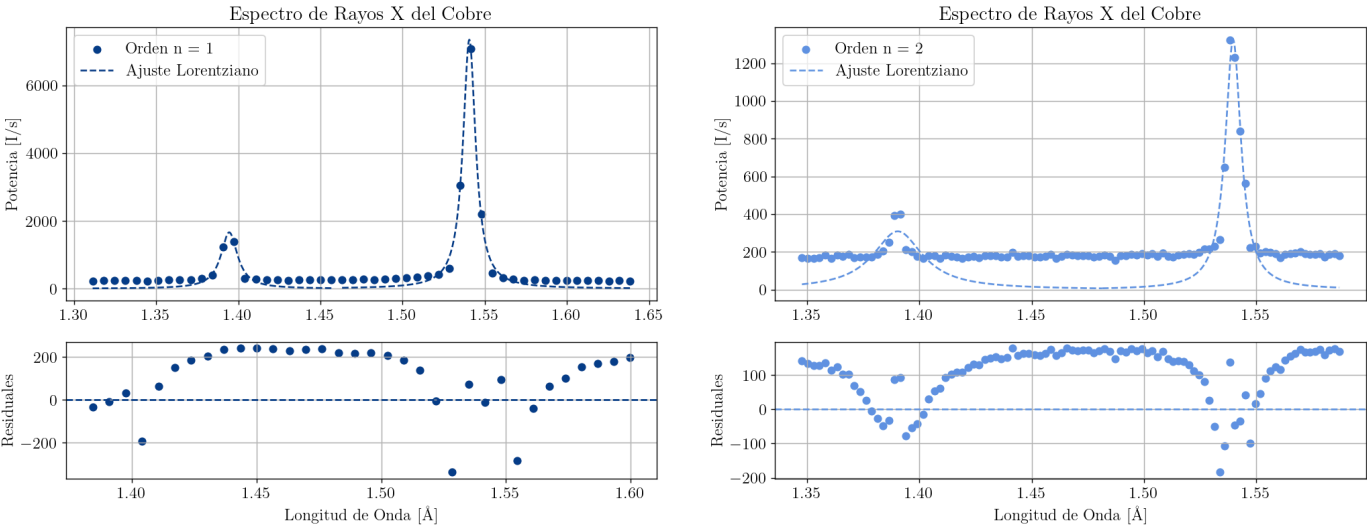 Espectro de Rayos X del Cobre
Orden n = 1
Ajuste Lorentziano
Potencia [I/s]
6000
4000
2000
0
1.30 1.35 1.40 1.45 1.50 1.55 1.60 1.65
Residuales
200
0
−200
1.40 1.45 1.50 1.55 1.60
Longitud de Onda [Å]
Espectro de Rayos X del Cobre
Orden n = 2
Ajuste Lorentziano
Potencia [I/s]
1200
1000
800
600
400
200
0
1.35 1.40 1.45 1.50 1.55
Residuales
100
0
−100
−200
1.35 1.40 1.45 1.50 1.55
Longitud de Onda [Å]